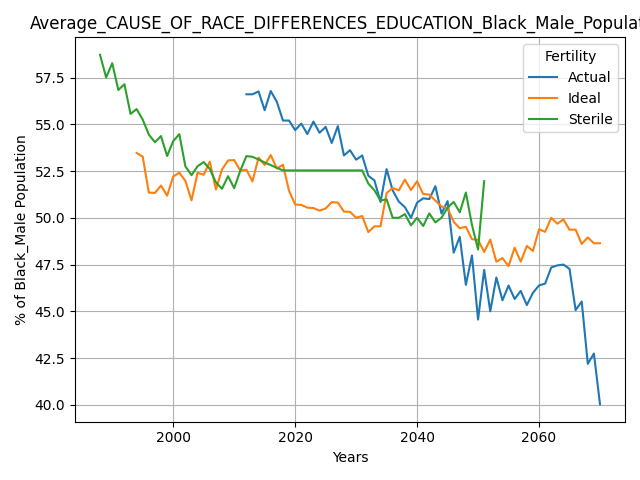 Average_CAUSE_OF_RACE_DIFFERENCES_EDUCATION_Black_Male_Populat
Fertility
Actual
Ideal
Sterile
% of Black_Male Population
57.5
55.0
52.5
50.0
47.5
45.0
42.5
40.0
2000
2020
2040
2060
Years